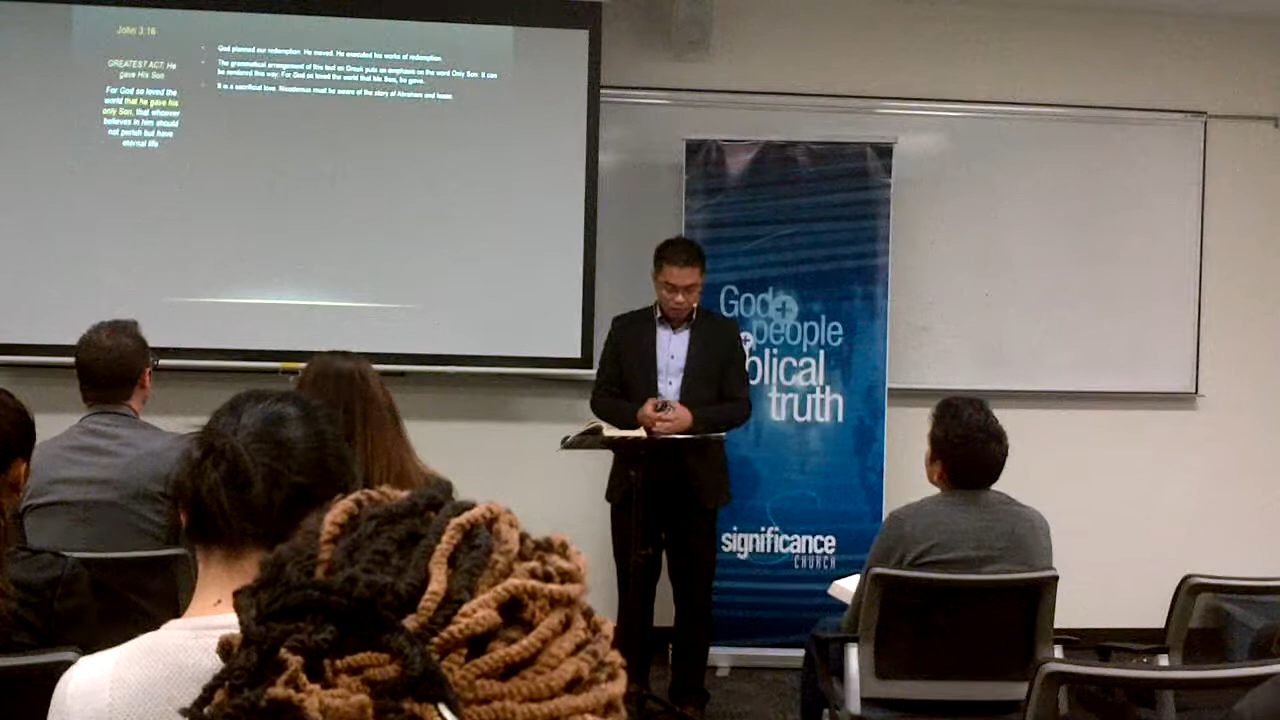 John 3:16
GREATEST ACT: He
gave His Son
For God so loved the
world that he gave his
only Son, that whoever
believes in him should
not perish but have
eternal life
God planned our redemption. He moved. He executed his works of redemption.
The grammatical arrangement of this text on Greek puts an emphasis on the word Only Son. It can
be rendered this way: For God so loved the world that his Son, he gave.
It is a sacrificial love. Nicodemus must be aware of the story of Abraham and Isaac.
God+
people
+
blical
truth
significance
CHURCH